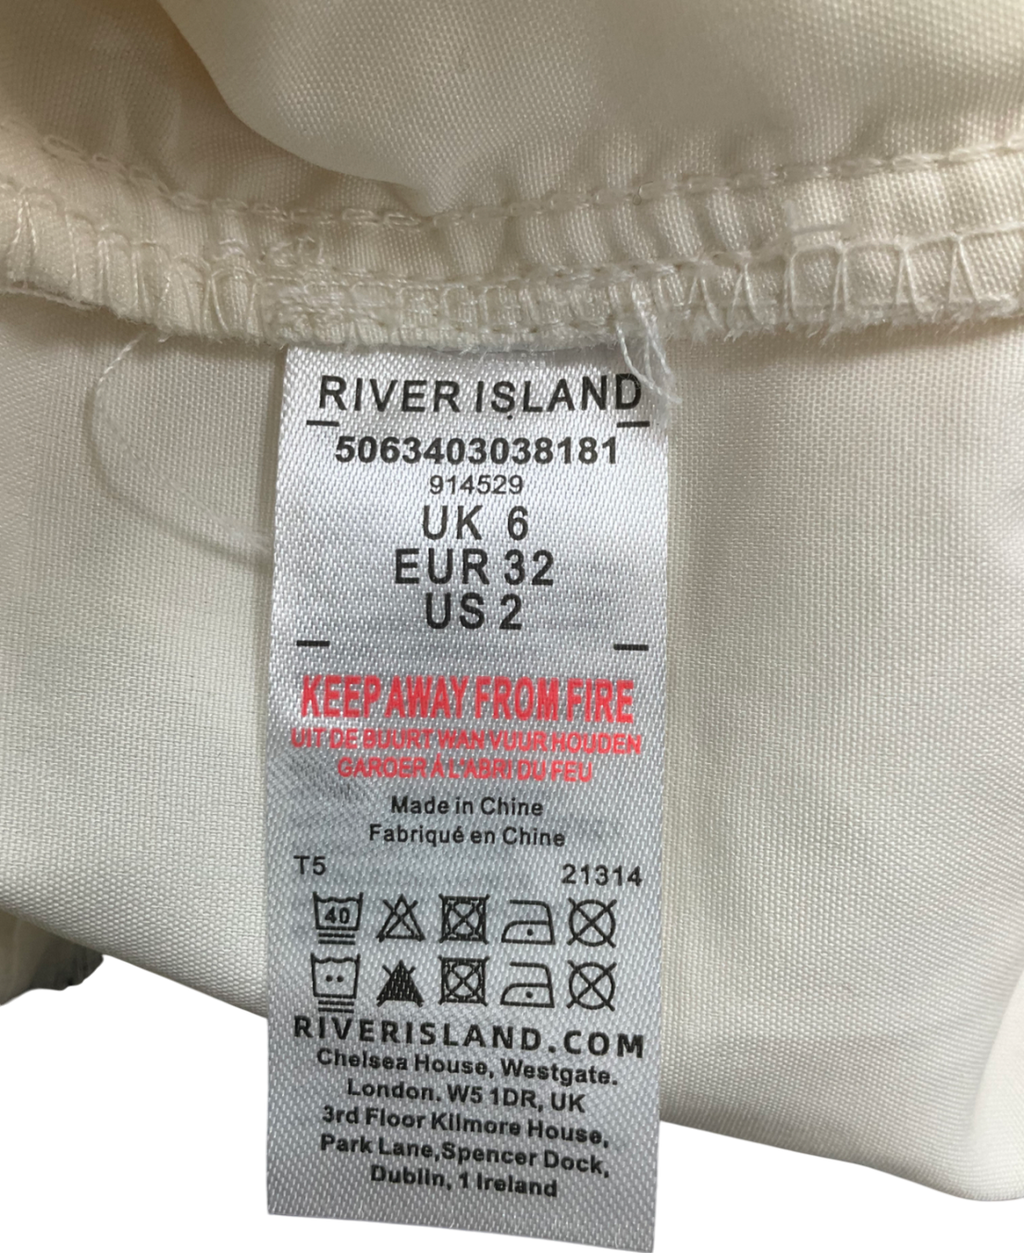 RIVER ISLAND
5063403038181
914529
UK 6
EUR 32
US 2
KEEP AWAY FROM FIRE
UIT DE BUURT WAN VUUR HOUDEN
GAROER À L'ABRI DU FEU
Made in Chine
Fabriqué en Chine
T5 21314
40
RIVERISLAND.COM
Chelsea House, Westgate.
London. W5 1DR, UK
3rd Floor Kilmore House,
Park Lane,Spencer Dock,
Dublin, 1 Ireland